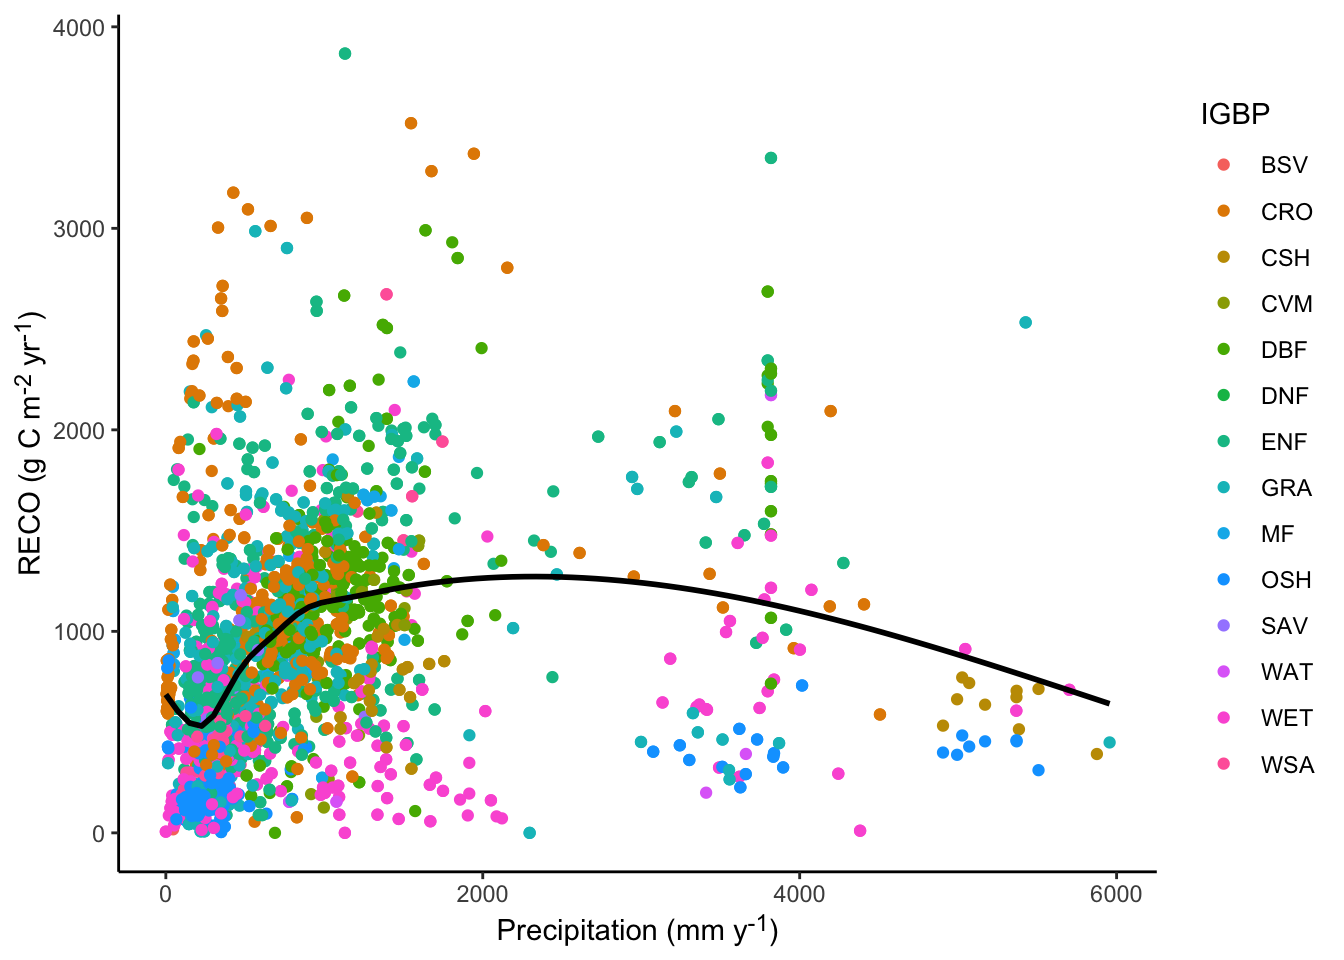 4000
3000
2000
1000
0
RECO (g C m-2 yr-1)
0
2000
4000
6000
Precipitation (mm y-1)
IGBP
BSV
CRO
CSH
CVM
DBF
DNF
ENF
GRA
MF
OSH
SAV
WAT
WET
WSA